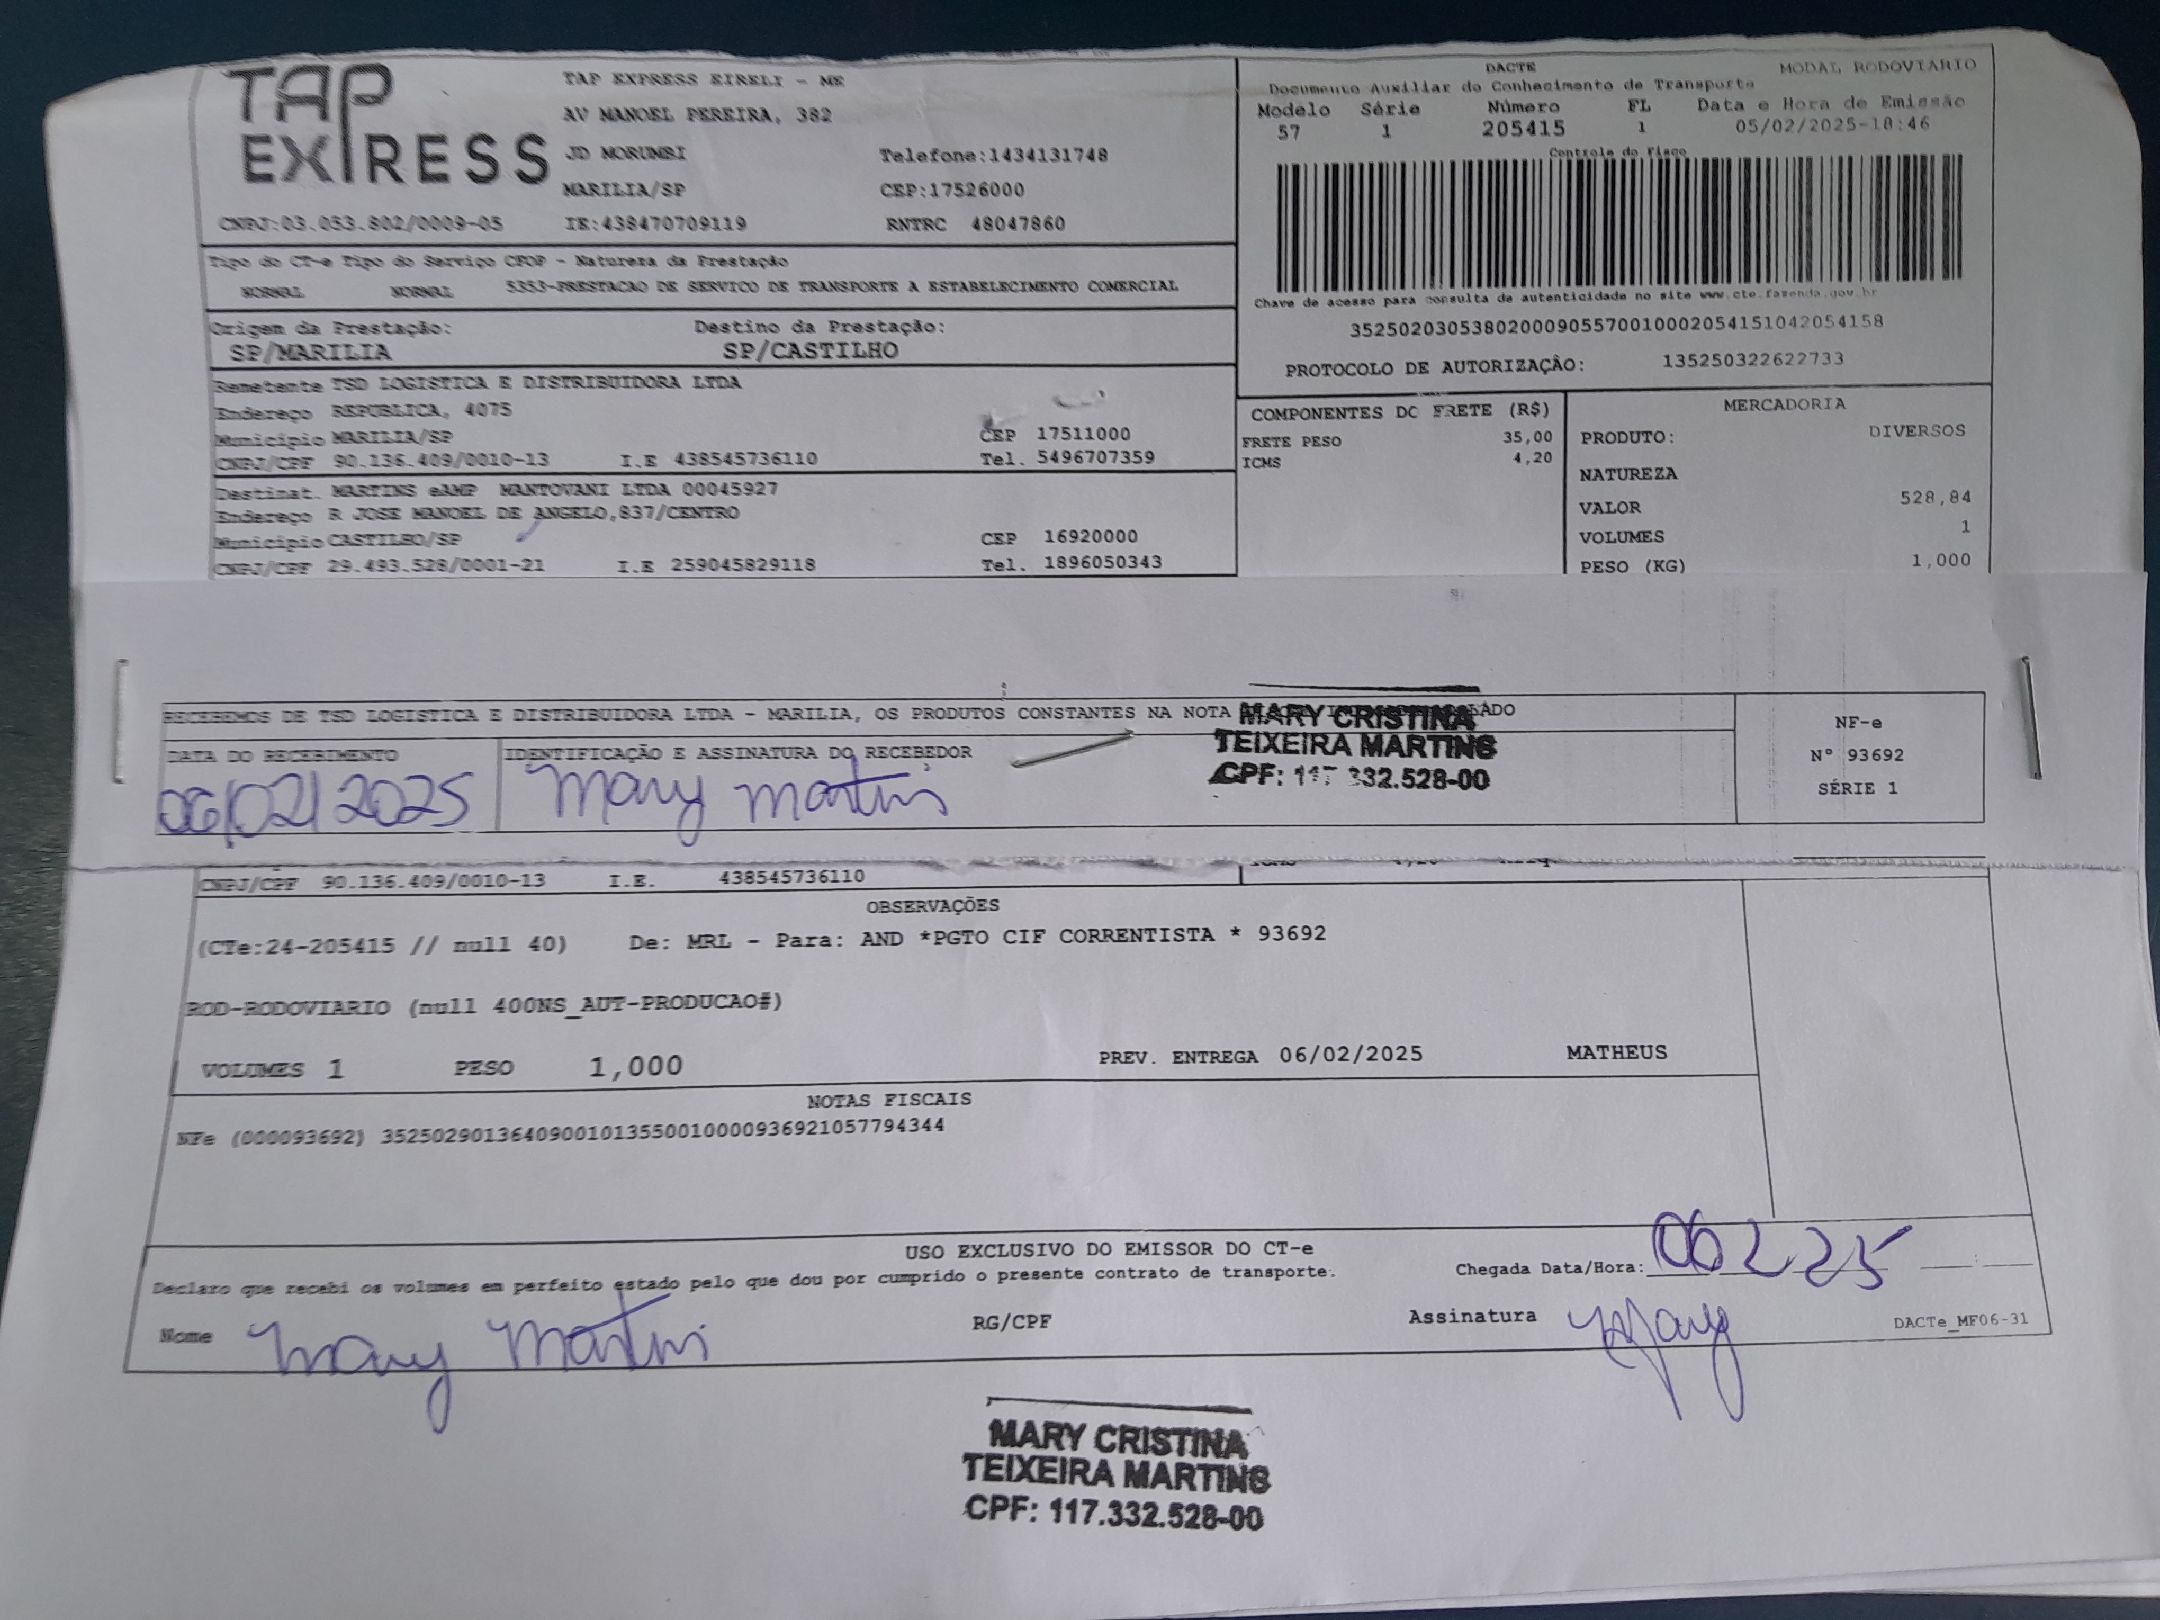 TAP EXPRESS
TAP EXPRESS EIRELI - ME
AV MANOEL PEREIRA, 382
JD MORUMBI Telefone:1434131748
MARILIA/SP CEP:17526000
CNPJ:03.053.802/0009-05 IE:438470709119 RNTRC 48047860
DACTE MODAL RODOVIARIO
Documento Auxiliar do Conhecimento de Transporte
Modelo Série Número FL Data e Hora de Emissão
57 1 205415 1 05/02/2025-18:46
Controle do Fisco
Chave de acesso para consulta de autenticidade no site www.cte.fazenda.gov.br
35250203053802000905570010002054151042054158
PROTOCOLO DE AUTORIZAÇÂO: 135250322622733
Tipo do CT-e Tipo do Serviço CFOP - Natureza da Prestação
NORMAL NORMAL 5353-PRESTACAO DE SERVICO DE TRANSPORTE A ESTABELECIMENTO COMERCIAL
Origem da Prestação: Destino da Prestação:
SP/MARILIA SP/CASTILHO
Remetente TSD LOGISTICA E DISTRIBUIDORA LTDA
Endereço REPUBLICA, 4075
Municipio MARILIA/SP CEP 17511000
CNPJ/CPF 90.136.409/0010-13 I.E 438545736110 Tel. 5496707359
Destinat. MARTINS eAMP MANTOVANI LTDA 00045927
Endereço R JOSE MANOEL DE ANGELO,837/CENTRO
Municipio CASTILHO/SP CEP 16920000
CNPJ/CPF 29.493.528/0001-21 I.E 259045829118 Tel. 1896050343
COMPONENTES DO FRETE (R$)
FRETE PESO 35,00
ICMS 4,20
MERCADORIA
PRODUTO: DIVERSOS
NATUREZA
VALOR 528,84
VOLUMES 1
PESO (KG) 1,000
RECEBEMOS DE TSD LOGISTICA E DISTRIBUIDORA LTDA - MARILIA, OS PRODUTOS CONSTANTES NA NOTA
DATA DO RECEBIMENTO IDENTIFICAÇÃO E ASSINATURA DO RECEBEDOR
06/02/2025 Mary Martins
MARY CRISTINA
TEIXEIRA MARTINS
CPF: 117.332.528-00
NF-e
Nº 93692
SÉRIE 1
CNPJ/CPF 90.136.409/0010-13 I.E. 438545736110
OBSERVAÇÕES
(CTe:24-205415 // null 40) De: MRL - Para: AND *PGTO CIF CORRENTISTA * 93692
ROD-RODOVIARIO (null 400NS_AUT-PRODUCAO#)
VOLUMES 1 PESO 1,000 PREV. ENTREGA 06/02/2025 MATHEUS
NOTAS FISCAIS
NFe (000093692) 35250290136409001013550010000936921057794344
USO EXCLUSIVO DO EMISSOR DO CT-e
Declaro que recebi os volumes em perfeito estado pelo que dou por cumprido o presente contrato de transporte.
Chegada Data/Hora: 06 2 25
Nome Mary Martins RG/CPF Assinatura Mary DACTe_MF06-31
MARY CRISTINA
TEIXEIRA MARTINS
CPF: 117.332.528-00